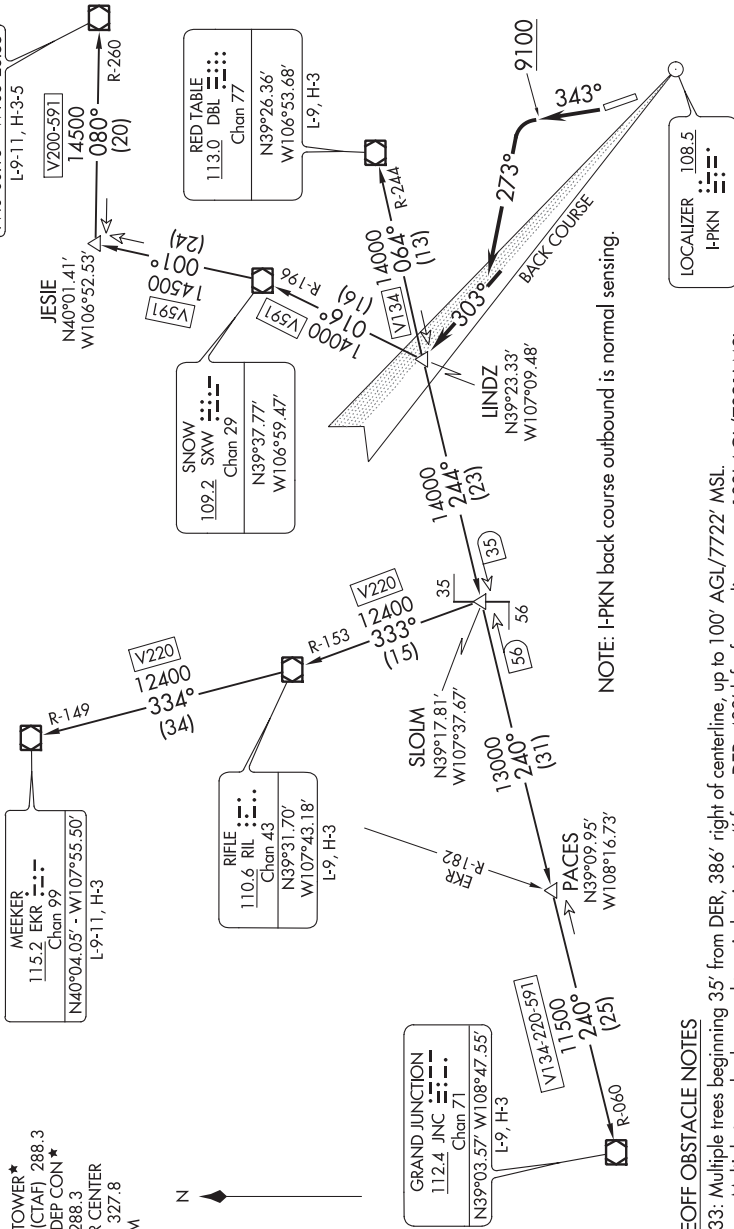 TOWER★
(CTAF) 288.3
DEP CON★
288.3
R CENTER
327.8
M
MEEKER
115.2 EKR
Chan 99
N40°04.05' - W107°55.50'
L-9-11, H-3
R-149
V220
12400
334°
(34)
RIFLE
110.6 RIL
Chan 43
N39°31.70'
W107°43.18'
L-9, H-3
R-153
V220
12400
333°
(15)
GRAND JUNCTION
112.4 JNC
Chan 71
N39°03.57' W108°47.55'
L-9, H-3
R-060
V134-220-591
11500
240°
(25)
EKR
R-182
PACES
N39°09.95'
W108°16.73'
13000
240°
(31)
SLOLM
N39°17.81'
W107°37.67'
35
56
35
56
14000
244°
(23)
SNOW
109.2 SXW
Chan 29
N39°37.77'
W106°59.47'
R-196
V591
14000
016°
(16)
V591
14500
001°
(24)
JESIE
N40°01.41'
W106°52.53'
V200-591
14500
080°
(20)
R-260
L-9-11, H-3-5
RED TABLE
113.0 DBL
Chan 77
N39°26.36'
W106°53.68'
L-9, H-3
R-244
V134
14000
064°
(13)
LINDZ
N39°23.33'
W107°09.48'
303°
BACK COURSE
273°
9100
343°
LOCALIZER 108.5
I-PKN
N
NOTE: I-PKN back course outbound is normal sensing.
EOFF OBSTACLE NOTES
33: Multiple trees beginning 35' from DER, 386' right of centerline, up to 100' AGL/7722' MSL.